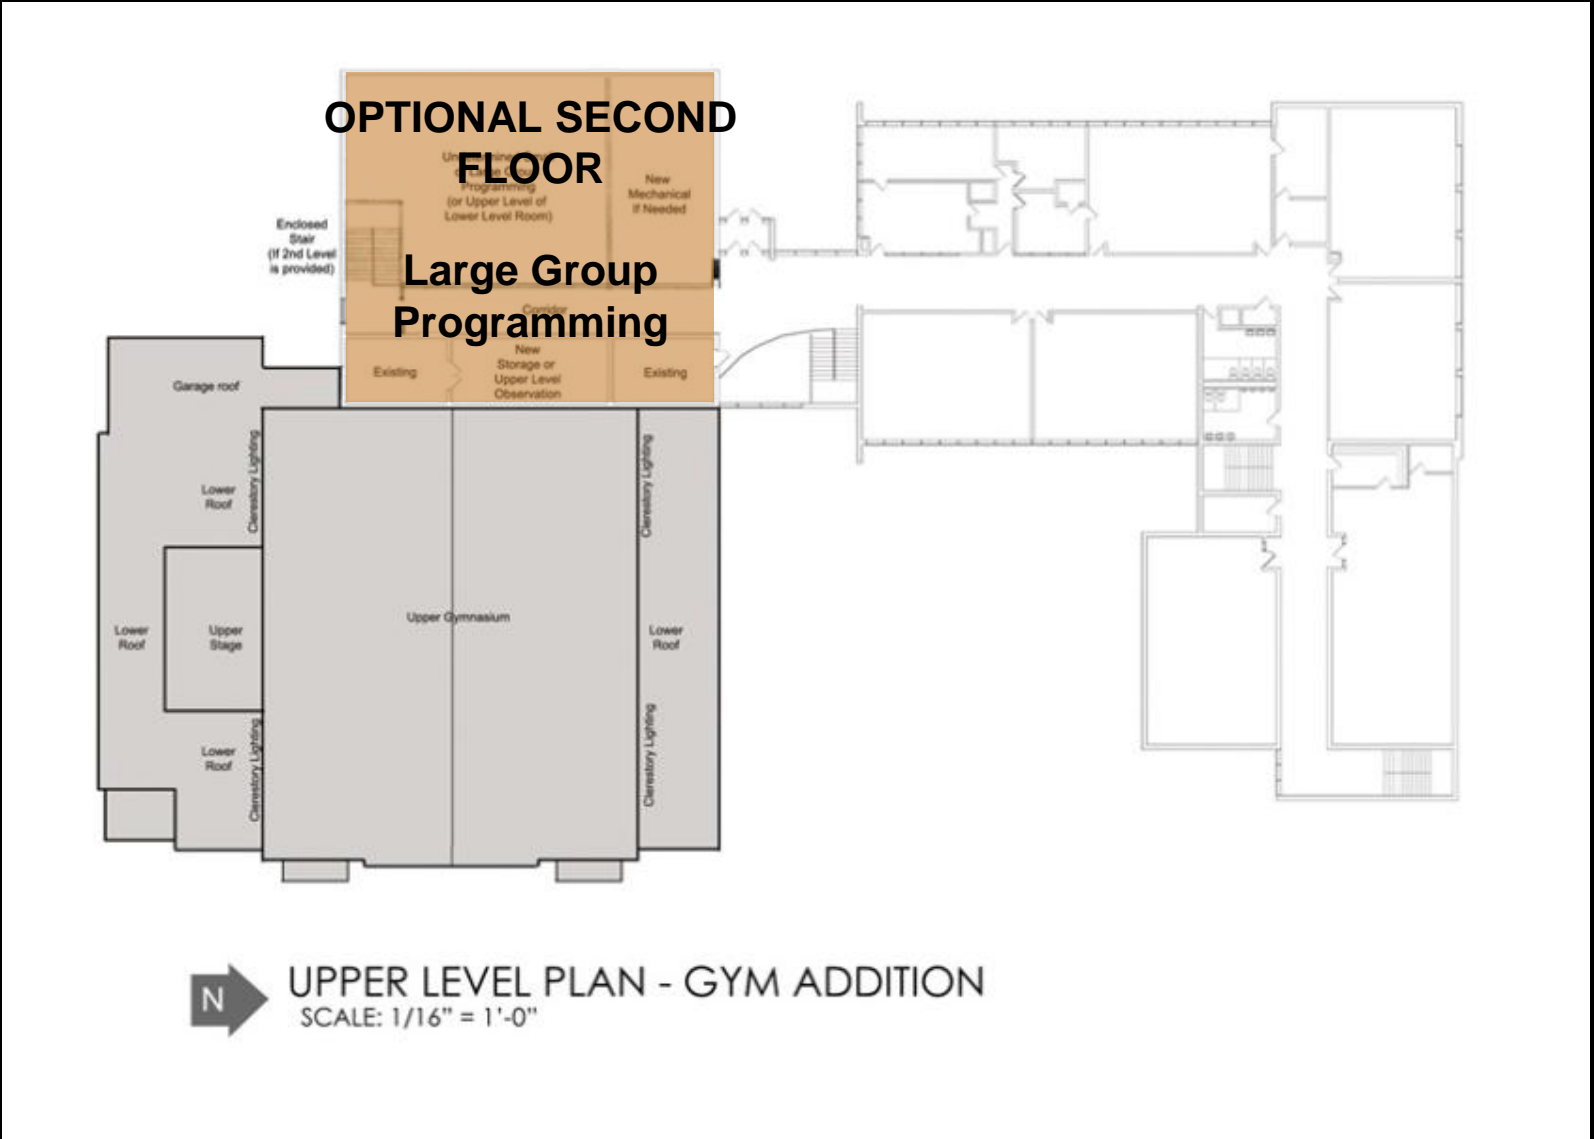 OPTIONAL SECOND
FLOOR
Large Group
Programming
or Large Group
Programming
(or Upper Level of
Lower Level Room)
New
Mechanical
If Needed
Enclosed
Stair
(If 2nd Level
is provided)
Corridor
Existing
New
Storage or
Upper Level
Observation
Existing
Garage roof
Clerestory Lighting
Clerestory Lighting
Lower
Roof
Upper Gymnasium
Lower
Roof
Upper
Stage
Lower
Roof
Lower
Roof
Clerestory Lighting
Clerestory Lighting
N
UPPER LEVEL PLAN - GYM ADDITION
SCALE: 1/16” = 1'-0”